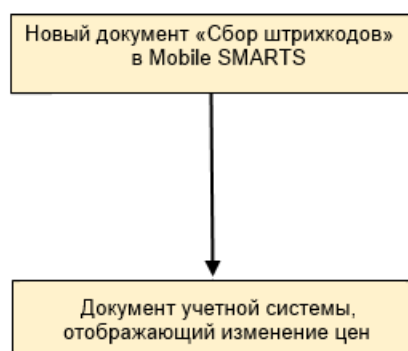 Новый документ «Сбор штрихкодов»
в Mobile SMARTS
Документ учетной системы,
отображающий изменение цен